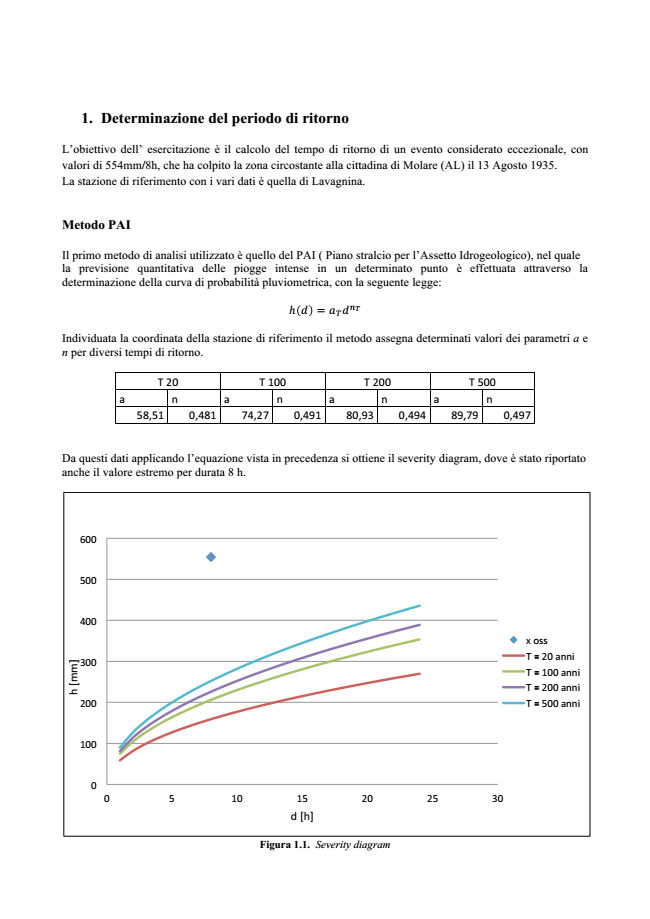 1. Determinazione del periodo di ritorno
L’obiettivo dell’ esercitazione è il calcolo del tempo di ritorno di un evento considerato eccezionale, con
valori di 554mm/8h, che ha colpito la zona circostante alla cittadina di Molare (AL) il 13 Agosto 1935.
La stazione di riferimento con i vari dati è quella di Lavagnina.
Metodo PAI
Il primo metodo di analisi utilizzato è quello del PAI ( Piano stralcio per l’Assetto Idrogeologico), nel quale
la previsione quantitativa delle piogge intense in un determinato punto è effettuata attraverso la
determinazione della curva di probabilità pluviometrica, con la seguente legge:
h(d) = a_T d^{n_T}
Individuata la coordinata della stazione di riferimento il metodo assegna determinati valori dei parametri a e
n per diversi tempi di ritorno.
T 20 T 100 T 200 T 500
a n a n a n a n
58,51 0,481 74,27 0,491 80,93 0,494 89,79 0,497
Da questi dati applicando l’equazione vista in precedenza si ottiene il severity diagram, dove è stato riportato
anche il valore estremo per durata 8 h.
600
500
400
300
200
100
0
h [mm]
0 5 10 15 20 25 30
d [h]
x oss
T = 20 anni
T = 100 anni
T = 200 anni
T = 500 anni
Figura 1.1. Severity diagram